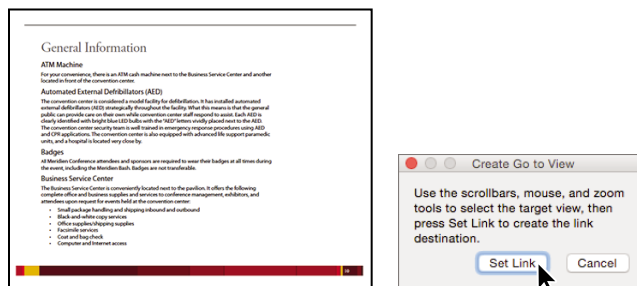 General Information
ATM Machine
For your convenience, there is an ATM cash machine next to the Business Service Center and another
located in front of the convention center.
Automated External Defribillators (AED)
The convention center is considered a model facility for defibrillation. It has installed automated
external defibrillators (AED) strategically throughout the facility. What this means is that the general
public can provide care on their own while convention center staff respond to assist. Each AED is
clearly identified with bright blue LED bulbs with the "AED" letters vividly placed next to the AED.
The convention center security team is well trained in emergency response procedures using AED
and CPR applications. The convention center is also equipped with advanced life support paramedic
units, and a hospital is located very close by.
Badges
All Meridien Conference attendees and sponsors are required to wear their badges at all times during
the event, including the Meridien Bash. Badges are not transferable.
Business Service Center
The Business Service Center is conveniently located next to the pavilion. It offers the following
complete office and business supplies and services to conference management, exhibitors, and
attendees upon request for events held at the convention center:
• Small package handling and shipping inbound and outbound
• Black-and-white copy services
• Office supplies/shipping supplies
• Facsimile services
• Coat and bag check
• Computer and Internet access
Create Go to View
Use the scrollbars, mouse, and zoom
tools to select the target view, then
press Set Link to create the link
destination.
Set Link
Cancel